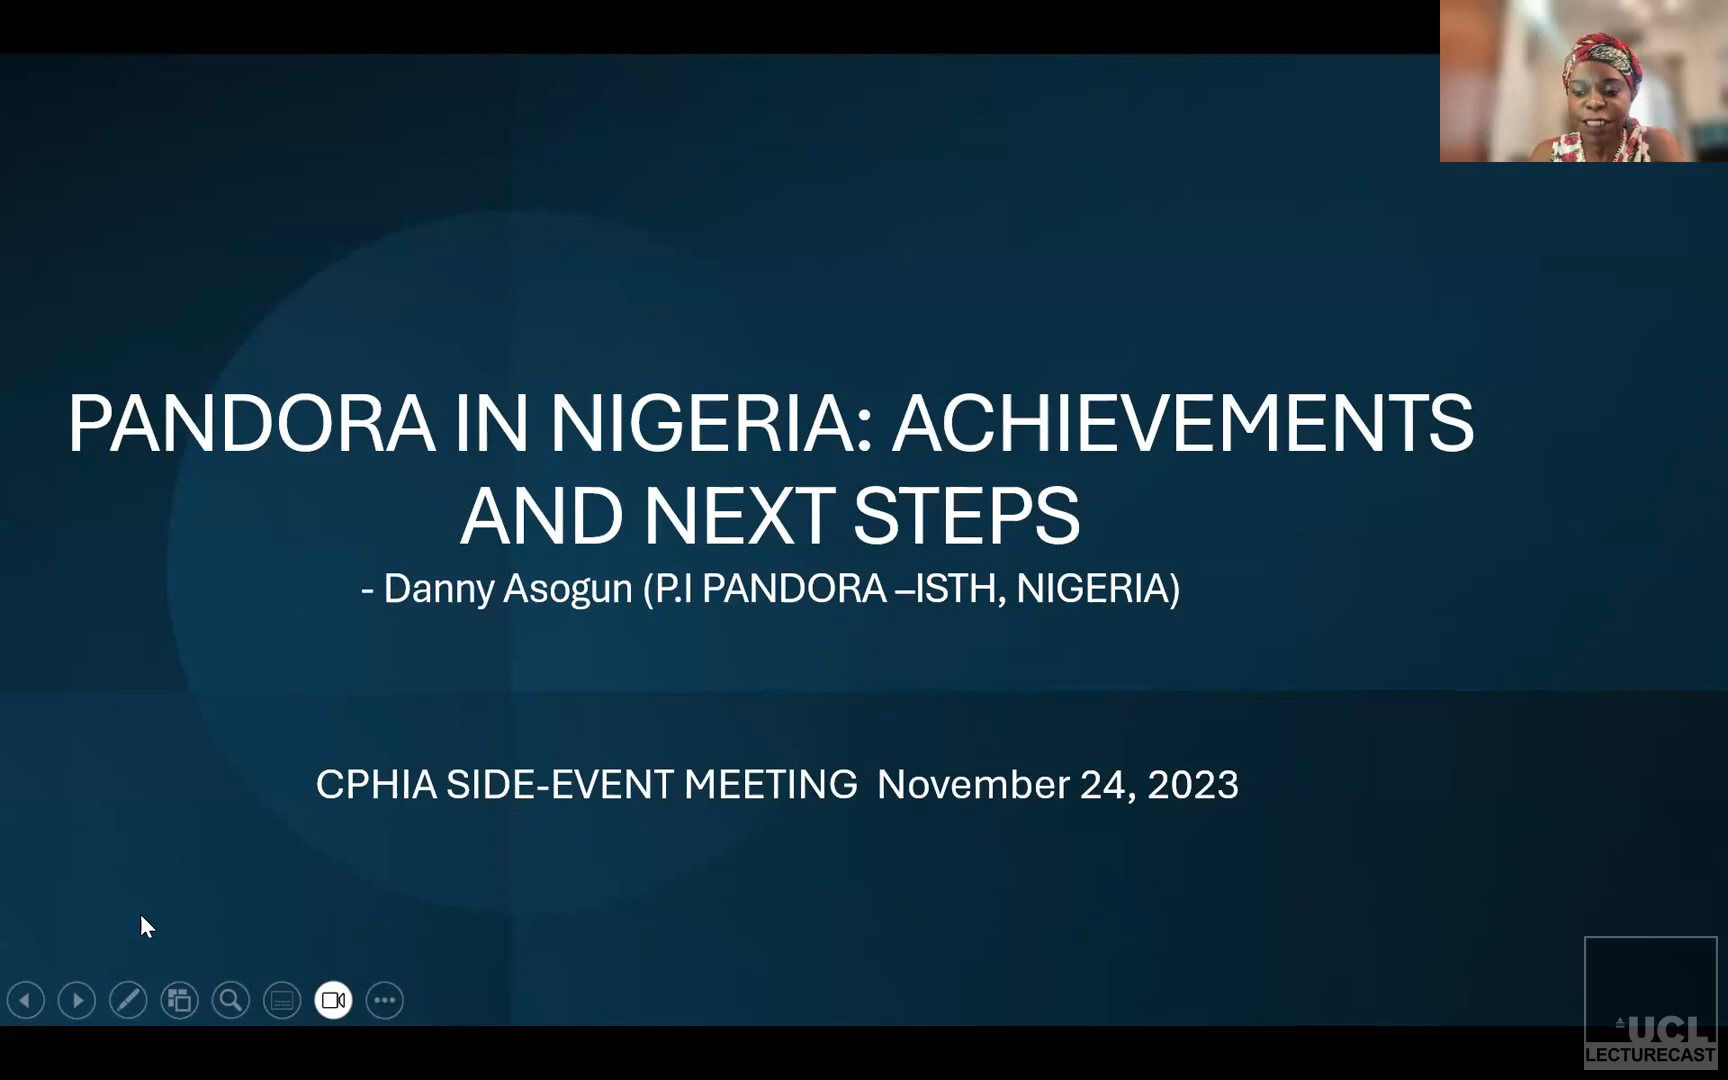 PANDORA IN NIGERIA: ACHIEVEMENTS
AND NEXT STEPS
- Danny Asogun (P.I PANDORA –ISTH, NIGERIA)
CPHIA SIDE-EVENT MEETING  November 24, 2023
UCL
LECTURECAST